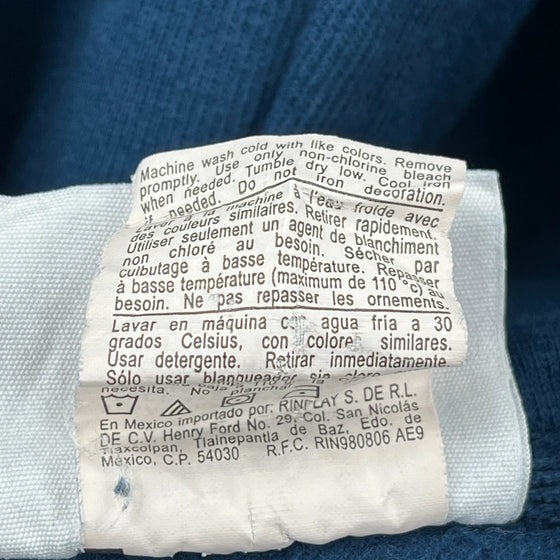 Machine wash cold with like colors. Remove
promptly. Use only non-chlorine bleach
when needed. Tumble dry low. Cool iron
if needed. Do not iron decoration.
Laver à la machine à l'eau froide avec
des couleurs similaires. Retirer rapidement.
Utiliser seulement un agent de blanchiment
non chloré au besoin. Sécher par
culbutage à basse température. Repasser
à basse température (maximum de 110 °c) au
besoin. Ne pas repasser les ornements.
Lavar en máquina con agua fria a 30
grados Celsius, con colores similares.
Usar detergente. Retirar inmediatamente.
Sólo usar blanqueador sin cloro
necesita. No planchar
En Mexico importado por: RINPLAY S. DE R.L.
DE C.V. Henry Ford No. 29, Col. San Nicolás
Tlaxcolpan, Tlalnepantla de Baz. Edo. de
México, C.P. 54030 R.F.C. RIN980806 AE9